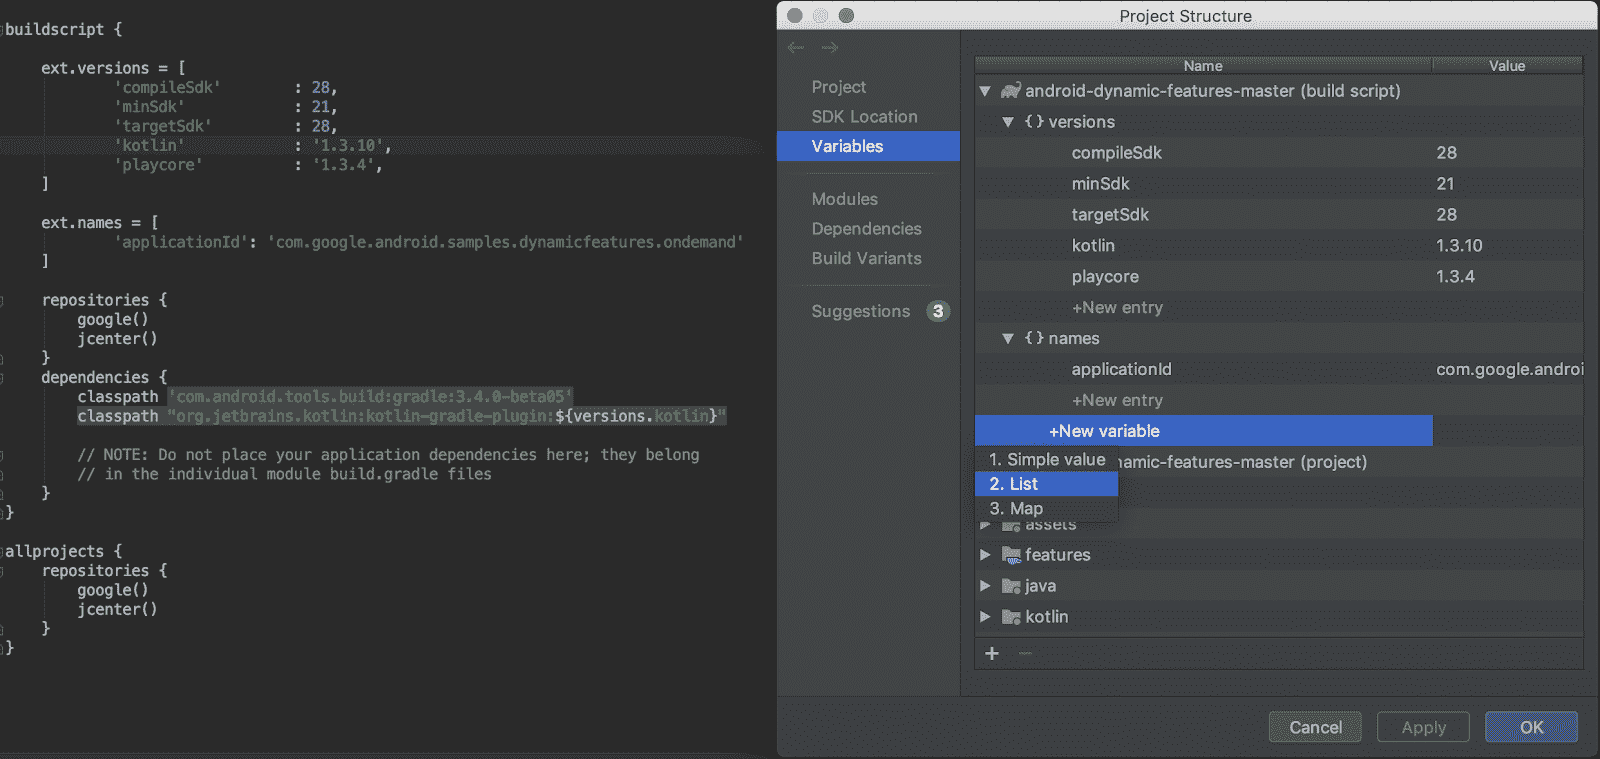 buildscript {
ext.versions = [
'compileSdk' : 28,
'minSdk' : 21,
'targetSdk' : 28,
'kotlin' : '1.3.10',
'playcore' : '1.3.4',
]
ext.names = [
'applicationId': 'com.google.android.samples.dynamicfeatures.ondemand'
]
repositories {
google()
jcenter()
}
dependencies {
classpath 'com.android.tools.build:gradle:3.4.0-beta05'
classpath "org.jetbrains.kotlin:kotlin-gradle-plugin:${versions.kotlin}"
// NOTE: Do not place your application dependencies here; they belong
// in the individual module build.gradle files
}
}
allprojects {
repositories {
google()
jcenter()
}
}
Project Structure
Project
SDK Location
Variables
Modules
Dependencies
Build Variants
Suggestions 3
Name Value
android-dynamic-features-master (build script)
{} versions
compileSdk 28
minSdk 21
targetSdk 28
kotlin 1.3.10
playcore 1.3.4
+New entry
{} names
applicationId com.google.androi
+New entry
+New variable
1. Simple value
namic-features-master (project)
2. List
3. Map
assets
features
java
kotlin
+ −
Cancel Apply OK